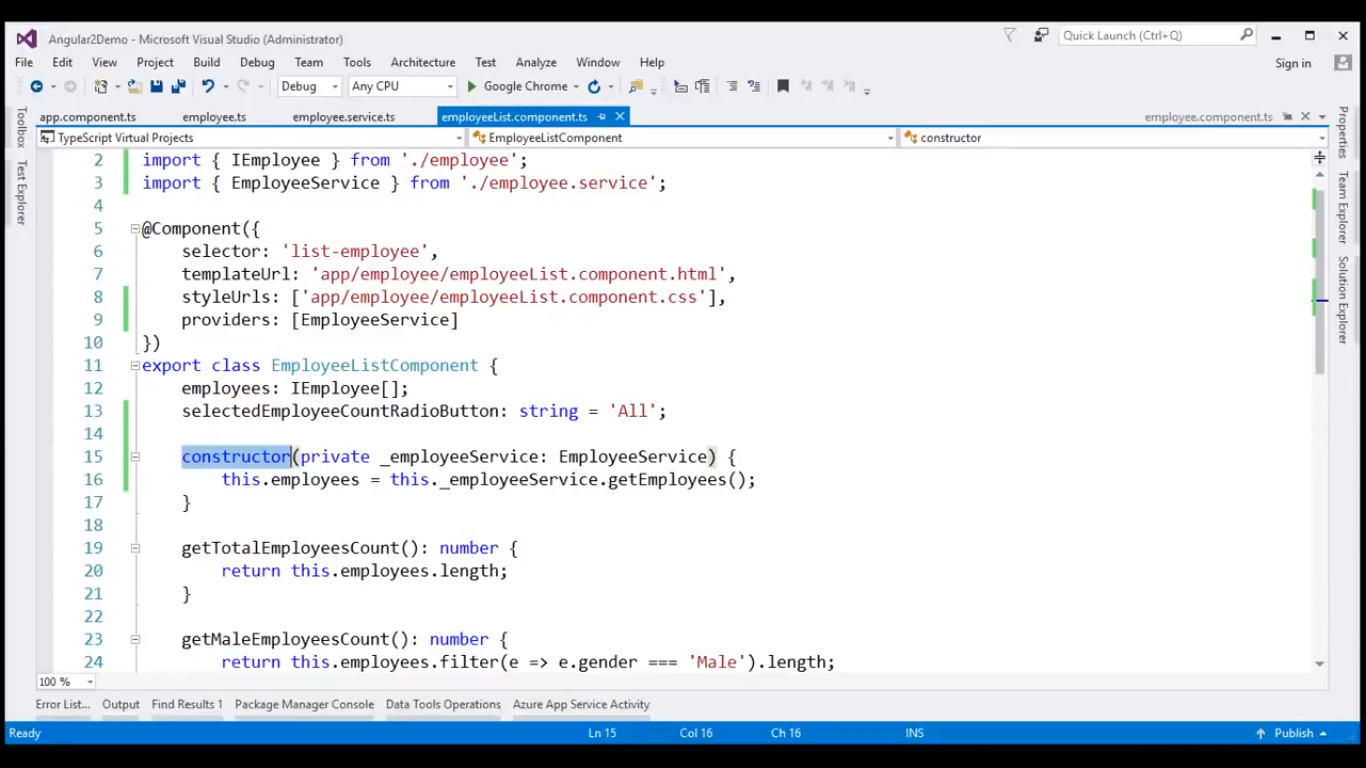 Angular2Demo - Microsoft Visual Studio (Administrator)
Quick Launch (Ctrl+Q)
File Edit View Project Build Debug Team Tools Architecture Test Analyze Window Help
Sign in
Debug Any CPU Google Chrome
app.component.ts employee.ts employee.service.ts employeeList.component.ts employee.component.ts
TypeScript Virtual Projects EmployeeListComponent constructor
Toolbox
Test Explorer
2 import { IEmployee } from './employee';
3 import { EmployeeService } from './employee.service';
4
5 @Component({
6 selector: 'list-employee',
7 templateUrl: 'app/employee/employeeList.component.html',
8 styleUrls: ['app/employee/employeeList.component.css'],
9 providers: [EmployeeService]
10 })
11 export class EmployeeListComponent {
12 employees: IEmployee[];
13 selectedEmployeeCountRadioButton: string = 'All';
14
15 constructor(private _employeeService: EmployeeService) {
16 this.employees = this._employeeService.getEmployees();
17 }
18
19 getTotalEmployeesCount(): number {
20 return this.employees.length;
21 }
22
23 getMaleEmployeesCount(): number {
24 return this.employees.filter(e => e.gender === 'Male').length;
Properties
Team Explorer
Solution Explorer
100 %
Error List... Output Find Results 1 Package Manager Console Data Tools Operations Azure App Service Activity
Ready Ln 15 Col 16 Ch 16 INS Publish